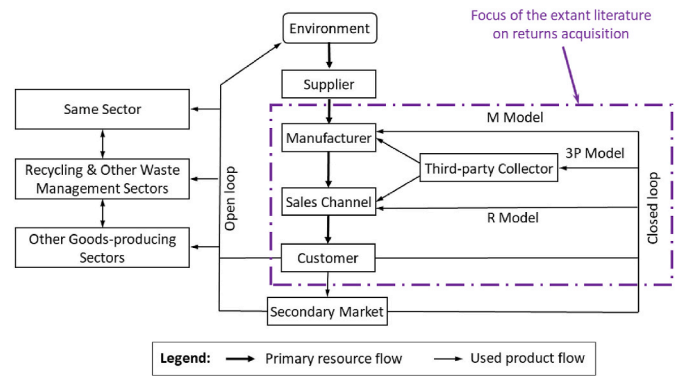 Focus of the extant literature
on returns acquisition
Environment
Supplier
Same Sector
M Model
Manufacturer
3P Model
Third-party Collector
Recycling & Other Waste
Management Sectors
Open loop
Closed loop
Sales Channel
R Model
Other Goods-producing
Sectors
Customer
Secondary Market
Legend: Primary resource flow Used product flow